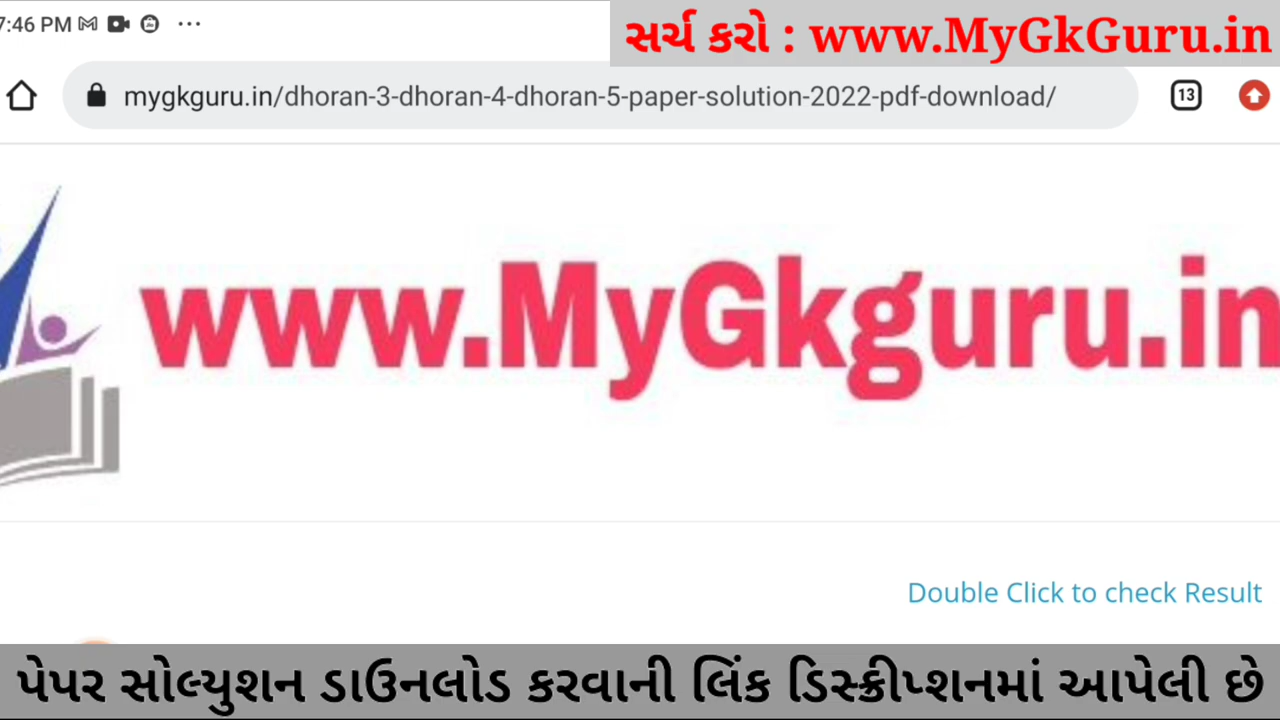 7:46 PM
સર્ચ કરો : www.MyGkGuru.in
mygkguru.in/dhoran-3-dhoran-4-dhoran-5-paper-solution-2022-pdf-download/
13
www.MyGkguru.in
Double Click to check Result
પેપર સોલ્યુશન ડાઉનલોડ કરવાની લિંક ડિસ્ક્રીપ્શનમાં આપેલી છે